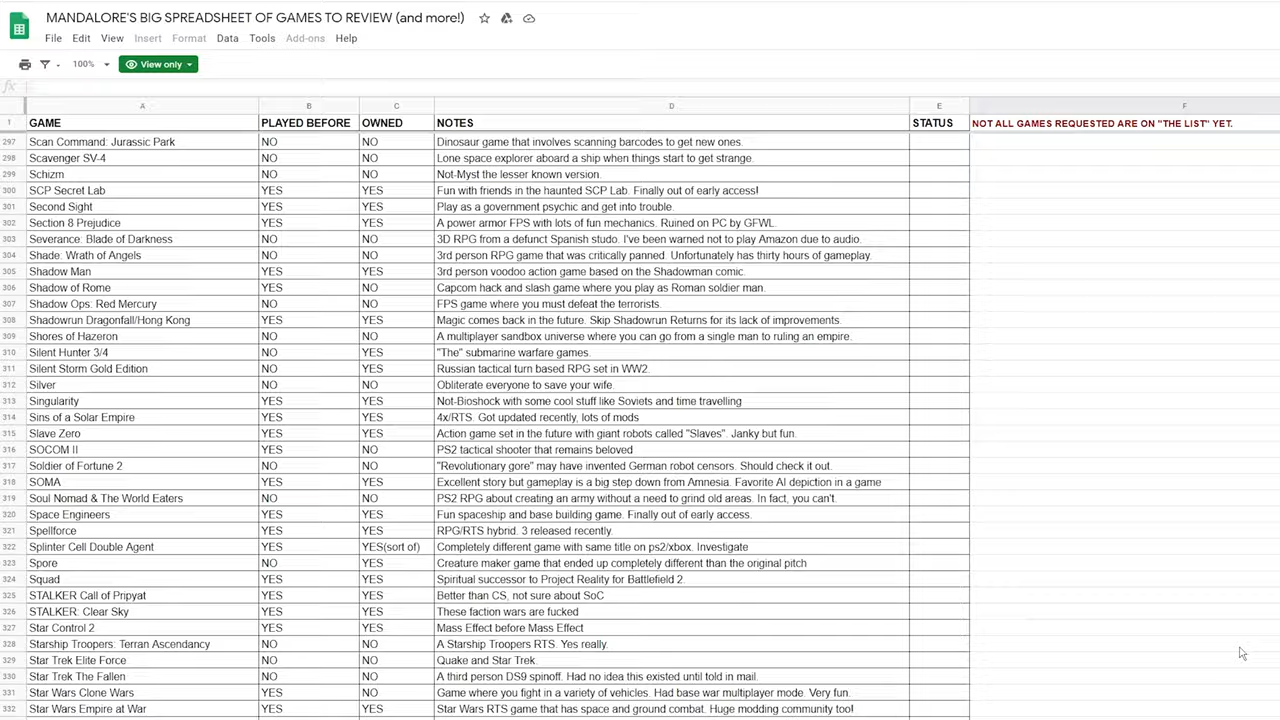 MANDALORE'S BIG SPREADSHEET OF GAMES TO REVIEW (and more!)
File Edit View Insert Format Data Tools Add-ons Help
100% View only
fx
A B C D E F
1 GAME PLAYED BEFORE OWNED NOTES STATUS NOT ALL GAMES REQUESTED ARE ON "THE LIST" YET.
297 Scan Command: Jurassic Park NO NO Dinosaur game that involves scanning barcodes to get new ones.
298 Scavenger SV-4 NO NO Lone space explorer aboard a ship when things start to get strange.
299 Schizm NO NO Not-Myst the lesser known version.
300 SCP Secret Lab YES YES Fun with friends in the haunted SCP Lab. Finally out of early access!
301 Second Sight YES YES Play as a government psychic and get into trouble.
302 Section 8 Prejudice YES YES A power armor FPS with lots of fun mechanics. Ruined on PC by GFWL.
303 Severance: Blade of Darkness NO NO 3D RPG from a defunct Spanish studo. I've been warned not to play Amazon due to audio.
304 Shade: Wrath of Angels NO NO 3rd person RPG game that was critically panned. Unfortunately has thirty hours of gameplay.
305 Shadow Man YES YES 3rd person voodoo action game based on the Shadowman comic.
306 Shadow of Rome YES YES Capcom hack and slash game where you play as Roman soldier man.
307 Shadow Ops: Red Mercury NO NO FPS game where you must defeat the terrorists.
308 Shadowrun Dragonfall/Hong Kong YES YES Magic comes back in the future. Skip Shadowrun Returns for its lack of improvements.
309 Shores of Hazeron NO NO A multiplayer sandbox universe where you can go from a single man to ruling an empire.
310 Silent Hunter 3/4 NO YES "The" submarine warfare games.
311 Silent Storm Gold Edition NO YES Russian tactical turn based RPG set in WW2.
312 Silver NO NO Obliterate everyone to save your wife.
313 Singularity YES YES Not-Bioshock with some cool stuff like Soviets and time travelling
314 Sins of a Solar Empire YES YES 4x/RTS. Got updated recently, lots of mods
315 Slave Zero YES YES Action game set in the future with giant robots called "Slaves". Janky but fun.
316 SOCOM II YES NO PS2 tactical shooter that remains beloved
317 Soldier of Fortune 2 NO NO "Revolutionary gore" may have invented German robot censors. Should check it out.
318 SOMA YES YES Excellent story but gameplay is a big step down from Amnesia. Favorite AI depiction in a game
319 Soul Nomad & The World Eaters NO NO PS2 RPG about creating an army without a need to grind old areas. In fact, you can't.
320 Space Engineers YES YES Fun spaceship and base building game. Finally out of early access.
321 Spellforce YES YES RPG/RTS hybrid. 3 released recently.
322 Splinter Cell Double Agent YES YES(sort of) Completely different game with same title on ps2/xbox. Investigate
323 Spore NO YES Creature maker game that ended up completely different than the original pitch
324 Squad YES YES Spiritual successor to Project Reality for Battlefield 2.
325 STALKER Call of Pripyat YES YES Better than CS, not sure about SoC
326 STALKER: Clear Sky YES YES These faction wars are fucked
327 Star Control 2 YES YES Mass Effect before Mass Effect
328 Starship Troopers: Terran Ascendancy NO NO A Starship Troopers RTS. Yes really.
329 Star Trek Elite Force NO NO Quake and Star Trek.
330 Star Trek The Fallen NO NO A third person DS9 spinoff. Had no idea this existed until told in mail.
331 Star Wars Clone Wars YES NO Game where you fight in a variety of vehicles. Had base war multiplayer mode. Very fun.
332 Star Wars Empire at War YES YES Star Wars RTS game that has space and ground combat. Huge modding community too!